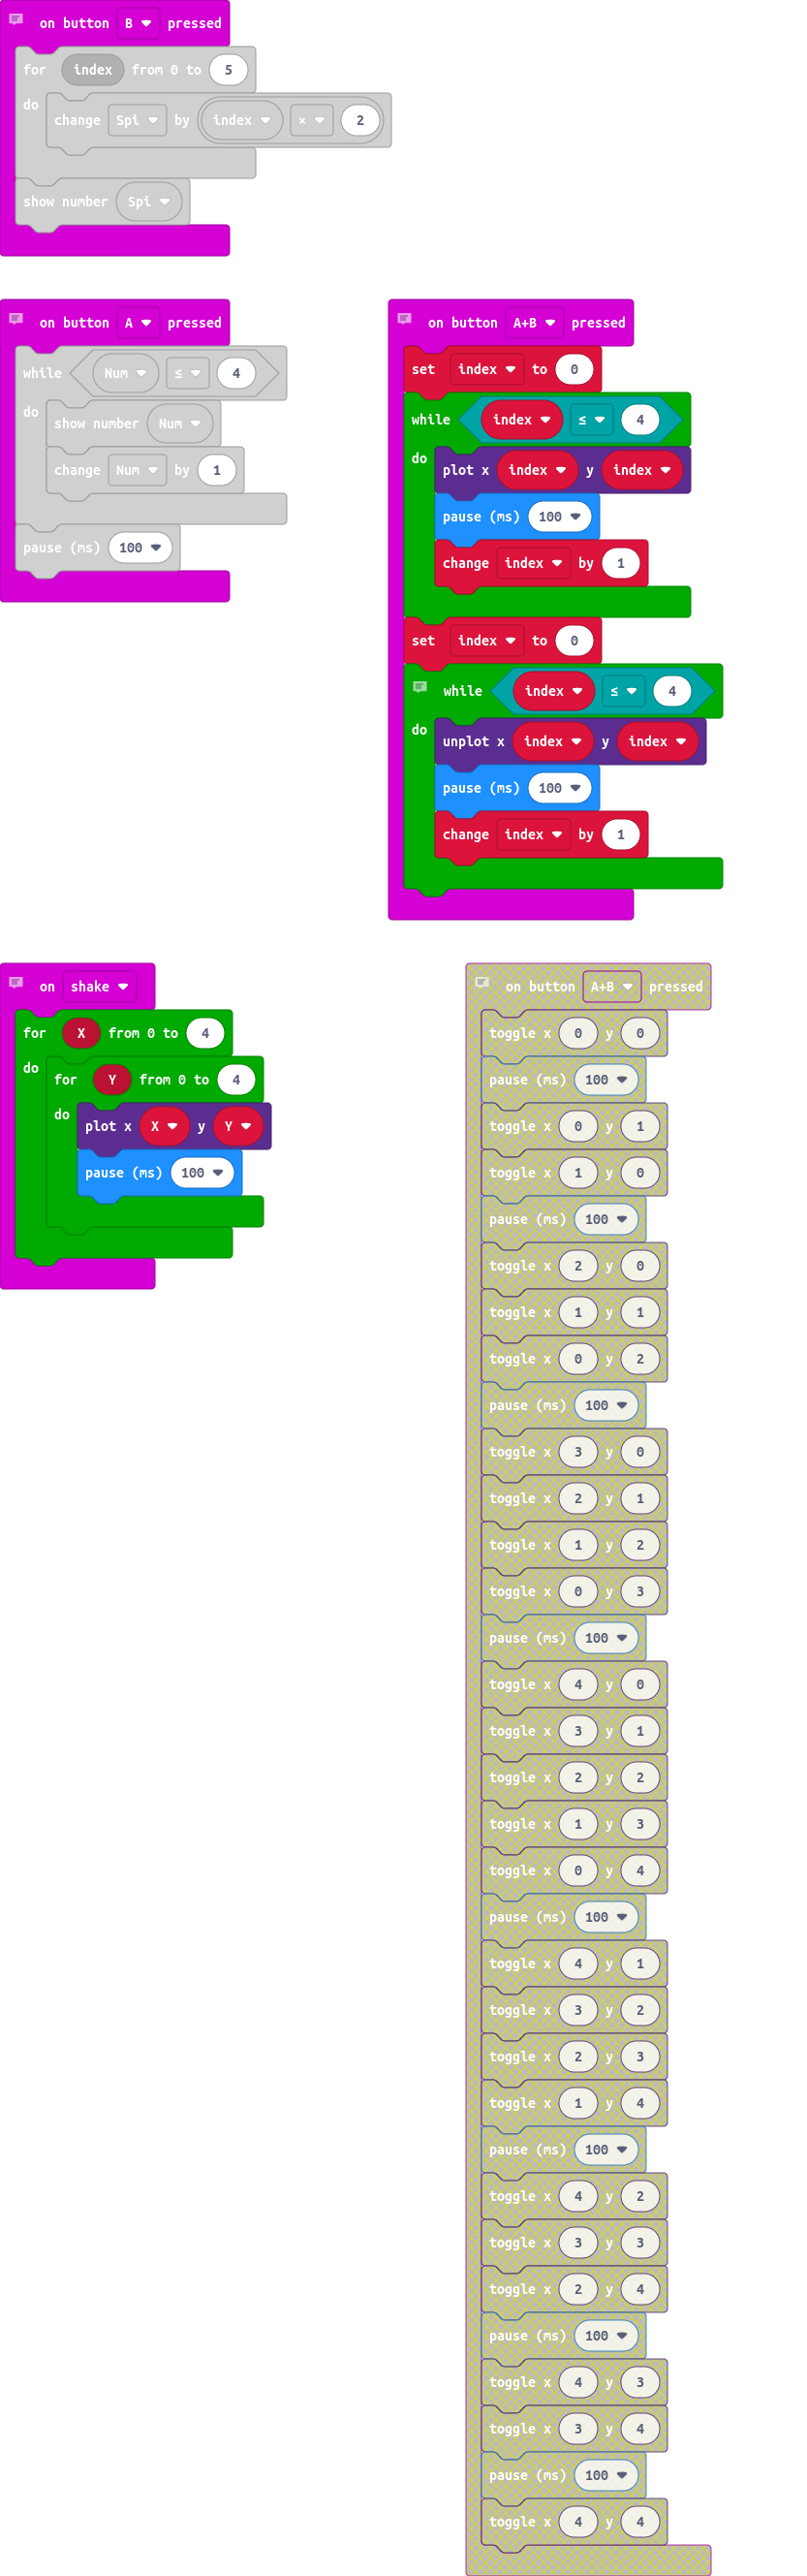 on button B pressed
for index from 0 to 5
do
change Spi by index × 2
show number Spi
on button A pressed
while Num ≤ 4
do
show number Num
change Num by 1
pause (ms) 100
on button A+B pressed
set index to 0
while index ≤ 4
do
plot x index y index
pause (ms) 100
change index by 1
set index to 0
while index ≤ 4
do
unplot x index y index
pause (ms) 100
change index by 1
on shake
for X from 0 to 4
do
for Y from 0 to 4
do
plot x X y Y
pause (ms) 100
on button A+B pressed
toggle x 0 y 0
pause (ms) 100
toggle x 0 y 1
toggle x 1 y 0
pause (ms) 100
toggle x 2 y 0
toggle x 1 y 1
toggle x 0 y 2
pause (ms) 100
toggle x 3 y 0
toggle x 2 y 1
toggle x 1 y 2
toggle x 0 y 3
pause (ms) 100
toggle x 4 y 0
toggle x 3 y 1
toggle x 2 y 2
toggle x 1 y 3
toggle x 0 y 4
pause (ms) 100
toggle x 4 y 1
toggle x 3 y 2
toggle x 2 y 3
toggle x 1 y 4
pause (ms) 100
toggle x 4 y 2
toggle x 3 y 3
toggle x 2 y 4
pause (ms) 100
toggle x 4 y 3
toggle x 3 y 4
pause (ms) 100
toggle x 4 y 4